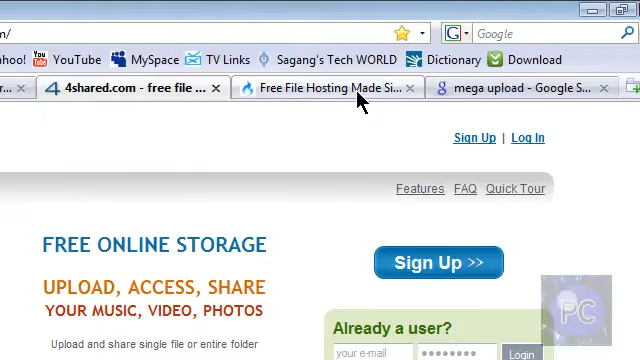 m/
Google
ahoo!
YouTube
MySpace
TV Links
Sagang's Tech WORLD
Dictionary
Download
r...
4shared.com - free file ...
Free File Hosting Made Si...
mega upload - Google S...
Sign Up | Log In
Features FAQ Quick Tour
FREE ONLINE STORAGE
Sign Up >>
UPLOAD, ACCESS, SHARE
YOUR MUSIC, VIDEO, PHOTOS
Already a user?
Upload and share single file or entire folder
your e-mail
Login
PC